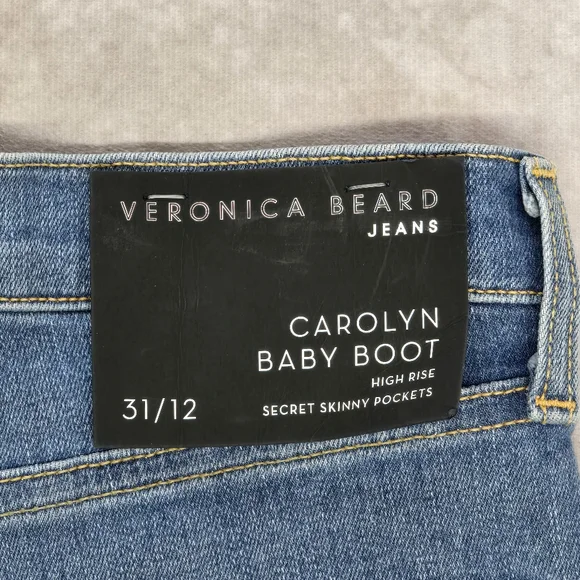 VERONICA BEARD
JEANS
CAROLYN
BABY BOOT
HIGH RISE
31/12
SECRET SKINNY POCKETS